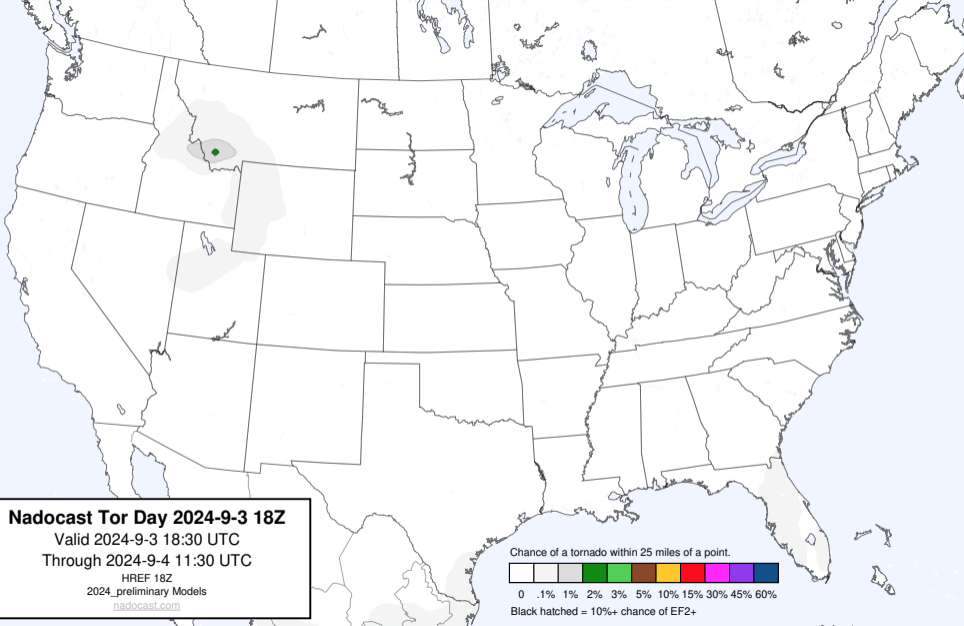 Nadocast Tor Day 2024-9-3 18Z
Valid 2024-9-3 18:30 UTC
Through 2024-9-4 11:30 UTC
HREF 18Z
2024_preliminary Models
nadocast.com
Chance of a tornado within 25 miles of a point.
0 .1% 1% 2% 3% 5% 10% 15% 30% 45% 60%
Black hatched = 10%+ chance of EF2+